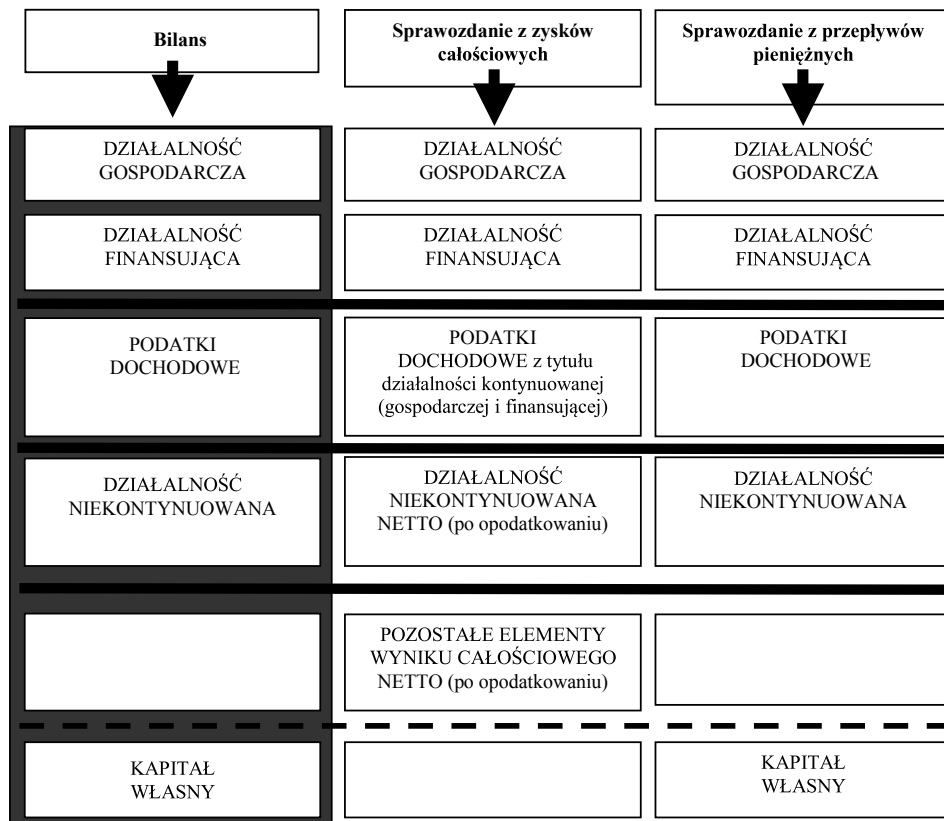 Bilans
Sprawozdanie z zysków
całościowych
Sprawozdanie z przepływów
pieniężnych
DZIAŁALNOŚĆ
GOSPODARCZA
DZIAŁALNOŚĆ
GOSPODARCZA
DZIAŁALNOŚĆ
GOSPODARCZA
DZIAŁALNOŚĆ
FINANSUJĄCA
DZIAŁALNOŚĆ
FINANSUJĄCA
DZIAŁALNOŚĆ
FINANSUJĄCA
PODATKI
DOCHODOWE
PODATKI
DOCHODOWE z tytułu
działalności kontynuowanej
(gospodarczej i finansującej)
PODATKI
DOCHODOWE
DZIAŁALNOŚĆ
NIEKONTYNUOWANA
DZIAŁALNOŚĆ
NIEKONTYNUOWANA
NETTO (po opodatkowaniu)
DZIAŁALNOŚĆ
NIEKONTYNUOWANA
POZOSTAŁE ELEMENTY
WYNIKU CAŁOŚCIOWEGO
NETTO (po opodatkowaniu)
KAPITAŁ
WŁASNY
KAPITAŁ
WŁASNY